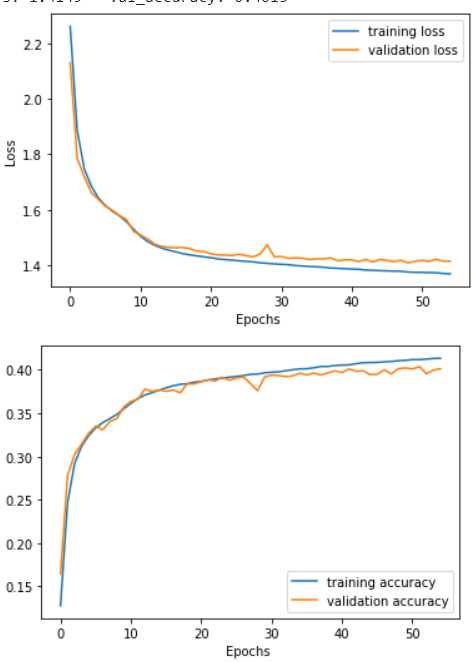 val_accuracy:
training loss
validation loss
2.2
2.0
1.8
1.6
1.4
Loss
0 10 20 30 40 50
Epochs
0.40
0.35
0.30
0.25
0.20
0.15
training accuracy
validation accuracy
0 10 20 30 40 50
Epochs